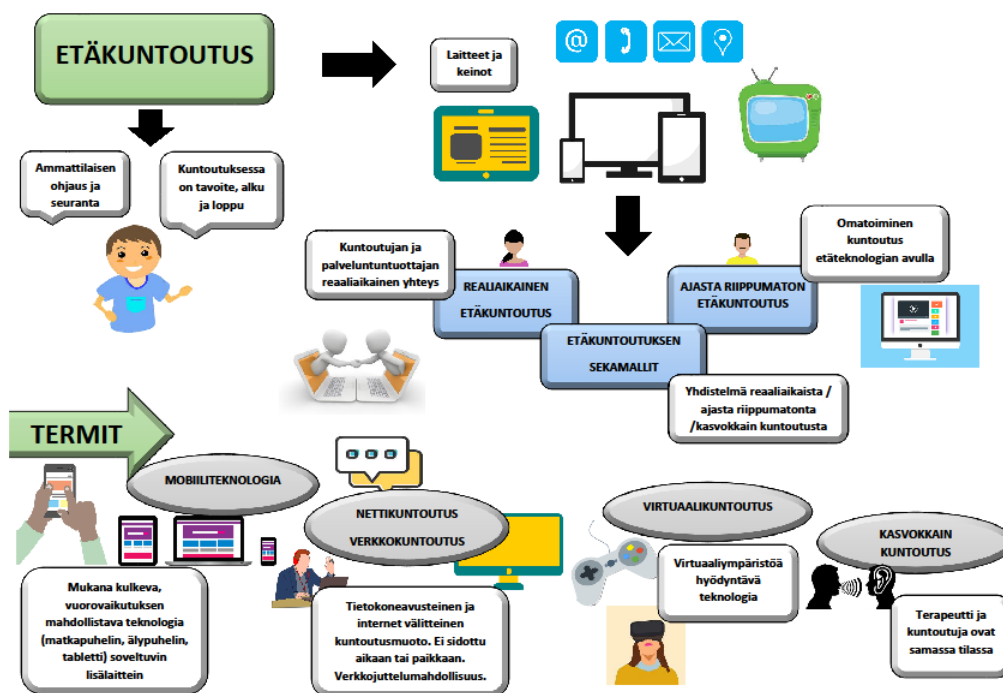 ETÄKUNTOUTUS
Laitteet ja
keinot
@
Ammattilaisen
ohjaus ja
seuranta
Kuntoutuksessa
on tavoite, alku
ja loppu
Kuntoutujan ja
palveluntuntuottajan
reaaliaikainen yhteys
REALIAIKAINEN
ETÄKUNTOUTUS
AJASTA RIIPPUMATON
ETÄKUNTOUTUS
Omatoiminen
kuntoutus
etäteknologian avulla
ETÄKUNTOUTUKSEN
SEKAMALLIT
Yhdistelmä reaaliaikaista /
ajasta riippumatonta
/kasvokkain kuntoutusta
TERMIT
MOBIILITEKNOLOGIA
Mukana kulkeva,
vuorovaikutuksen
mahdollistava teknologia
(matkapuhelin, älypuhelin,
tabletti) soveltuvin
lisälaittein
NETTIKUNTOUTUS
VERKKOKUNTOUTUS
Tietokoneavusteinen ja
internet välitteinen
kuntoutusmuoto. Ei sidottu
aikaan tai paikkaan.
Verkkojuttelumahdollisuus.
VIRTUAALIKUNTOUTUS
Virtuaaliympäristöä
hyödyntävä
teknologia
KASVOKKAIN
KUNTOUTUS
Terapeutti ja
kuntoutuja ovat
samassa tilassa